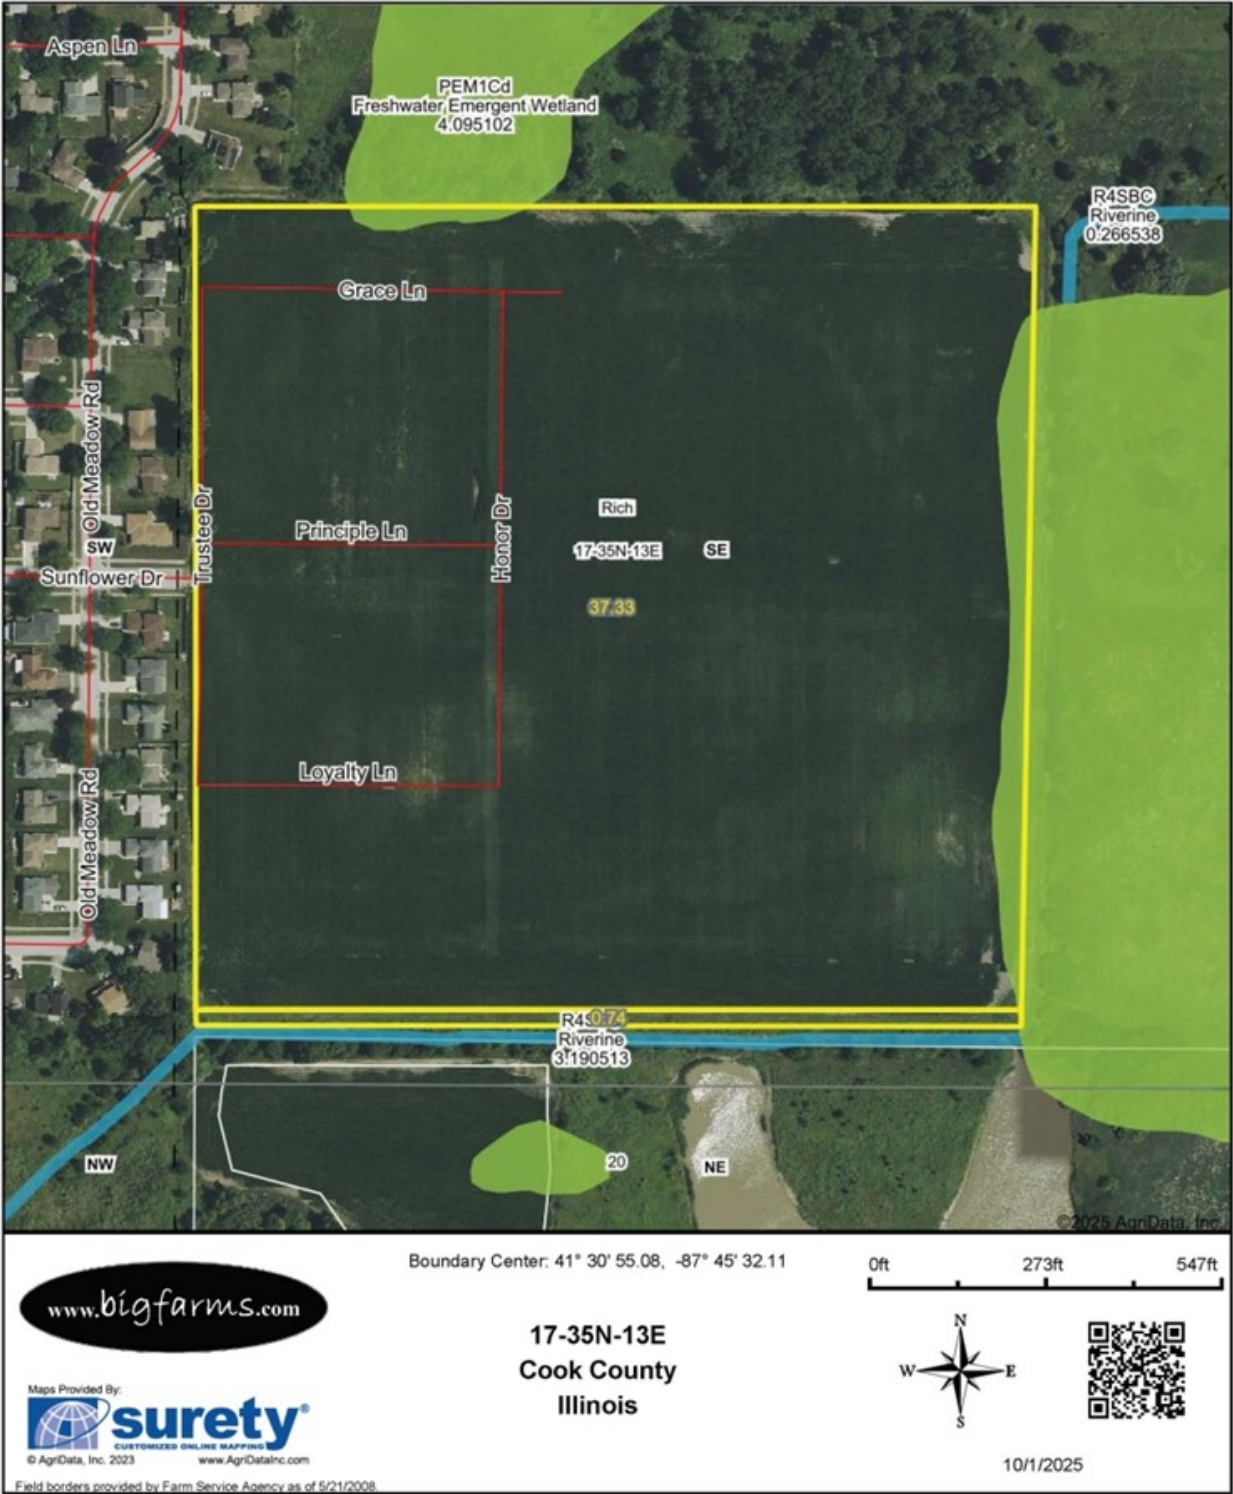 Aspen Ln
PEM1Cd
Freshwater Emergent Wetland
4.095102
R4SBC
Riverine
0.266538
Grace Ln
Old Meadow Rd
Trustee Dr
Principle Ln
Honor Dr
Rich
17-35N-13E
SE
SW
Sunflower Dr
37.33
Loyalty Ln
Old Meadow Rd
0.74
Riverine
3.190513
NW
20
NE
©2025 AgriData, Inc.
Boundary Center: 41° 30' 55.08, -87° 45' 32.11
0ft 273ft 547ft
www.bigfarms.com
17-35N-13E
Cook County
Illinois
N
W E
S
Maps Provided By:
surety®
CUSTOMIZED ONLINE MAPPING
© AgriData, Inc. 2023 www.AgriDataInc.com
10/1/2025
Field borders provided by Farm Service Agency as of 5/21/2008.